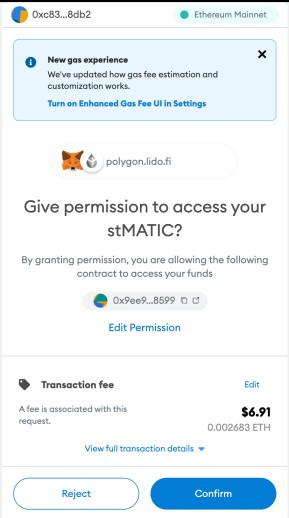 0xc83...8db2
Ethereum Mainnet
New gas experience
We've updated how gas fee estimation and
customization works.
Turn on Enhanced Gas Fee UI in Settings
polygon.lido.fi
Give permission to access your
stMATIC?
By granting permission, you are allowing the following
contract to access your funds
0x9ee9...8599
Edit Permission
Transaction fee
Edit
A fee is associated with this
request.
$6.91
0.002683 ETH
View full transaction details
Reject
Confirm